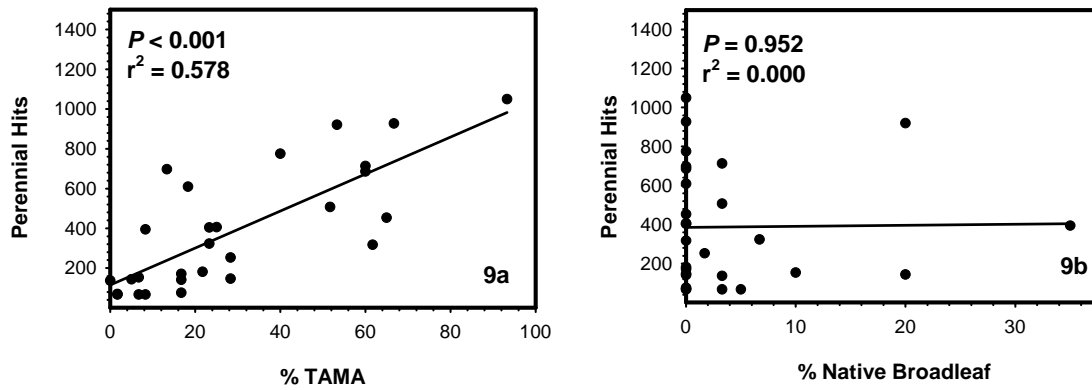 P < 0.001
r² = 0.578
1400
1200
1000
800
600
400
200
Perennial Hits
0 20 40 60 80 100
% TAMA
9a
P = 0.952
r² = 0.000
1400
1200
1000
800
600
400
200
Perennial Hits
0 10 20 30
% Native Broadleaf
9b